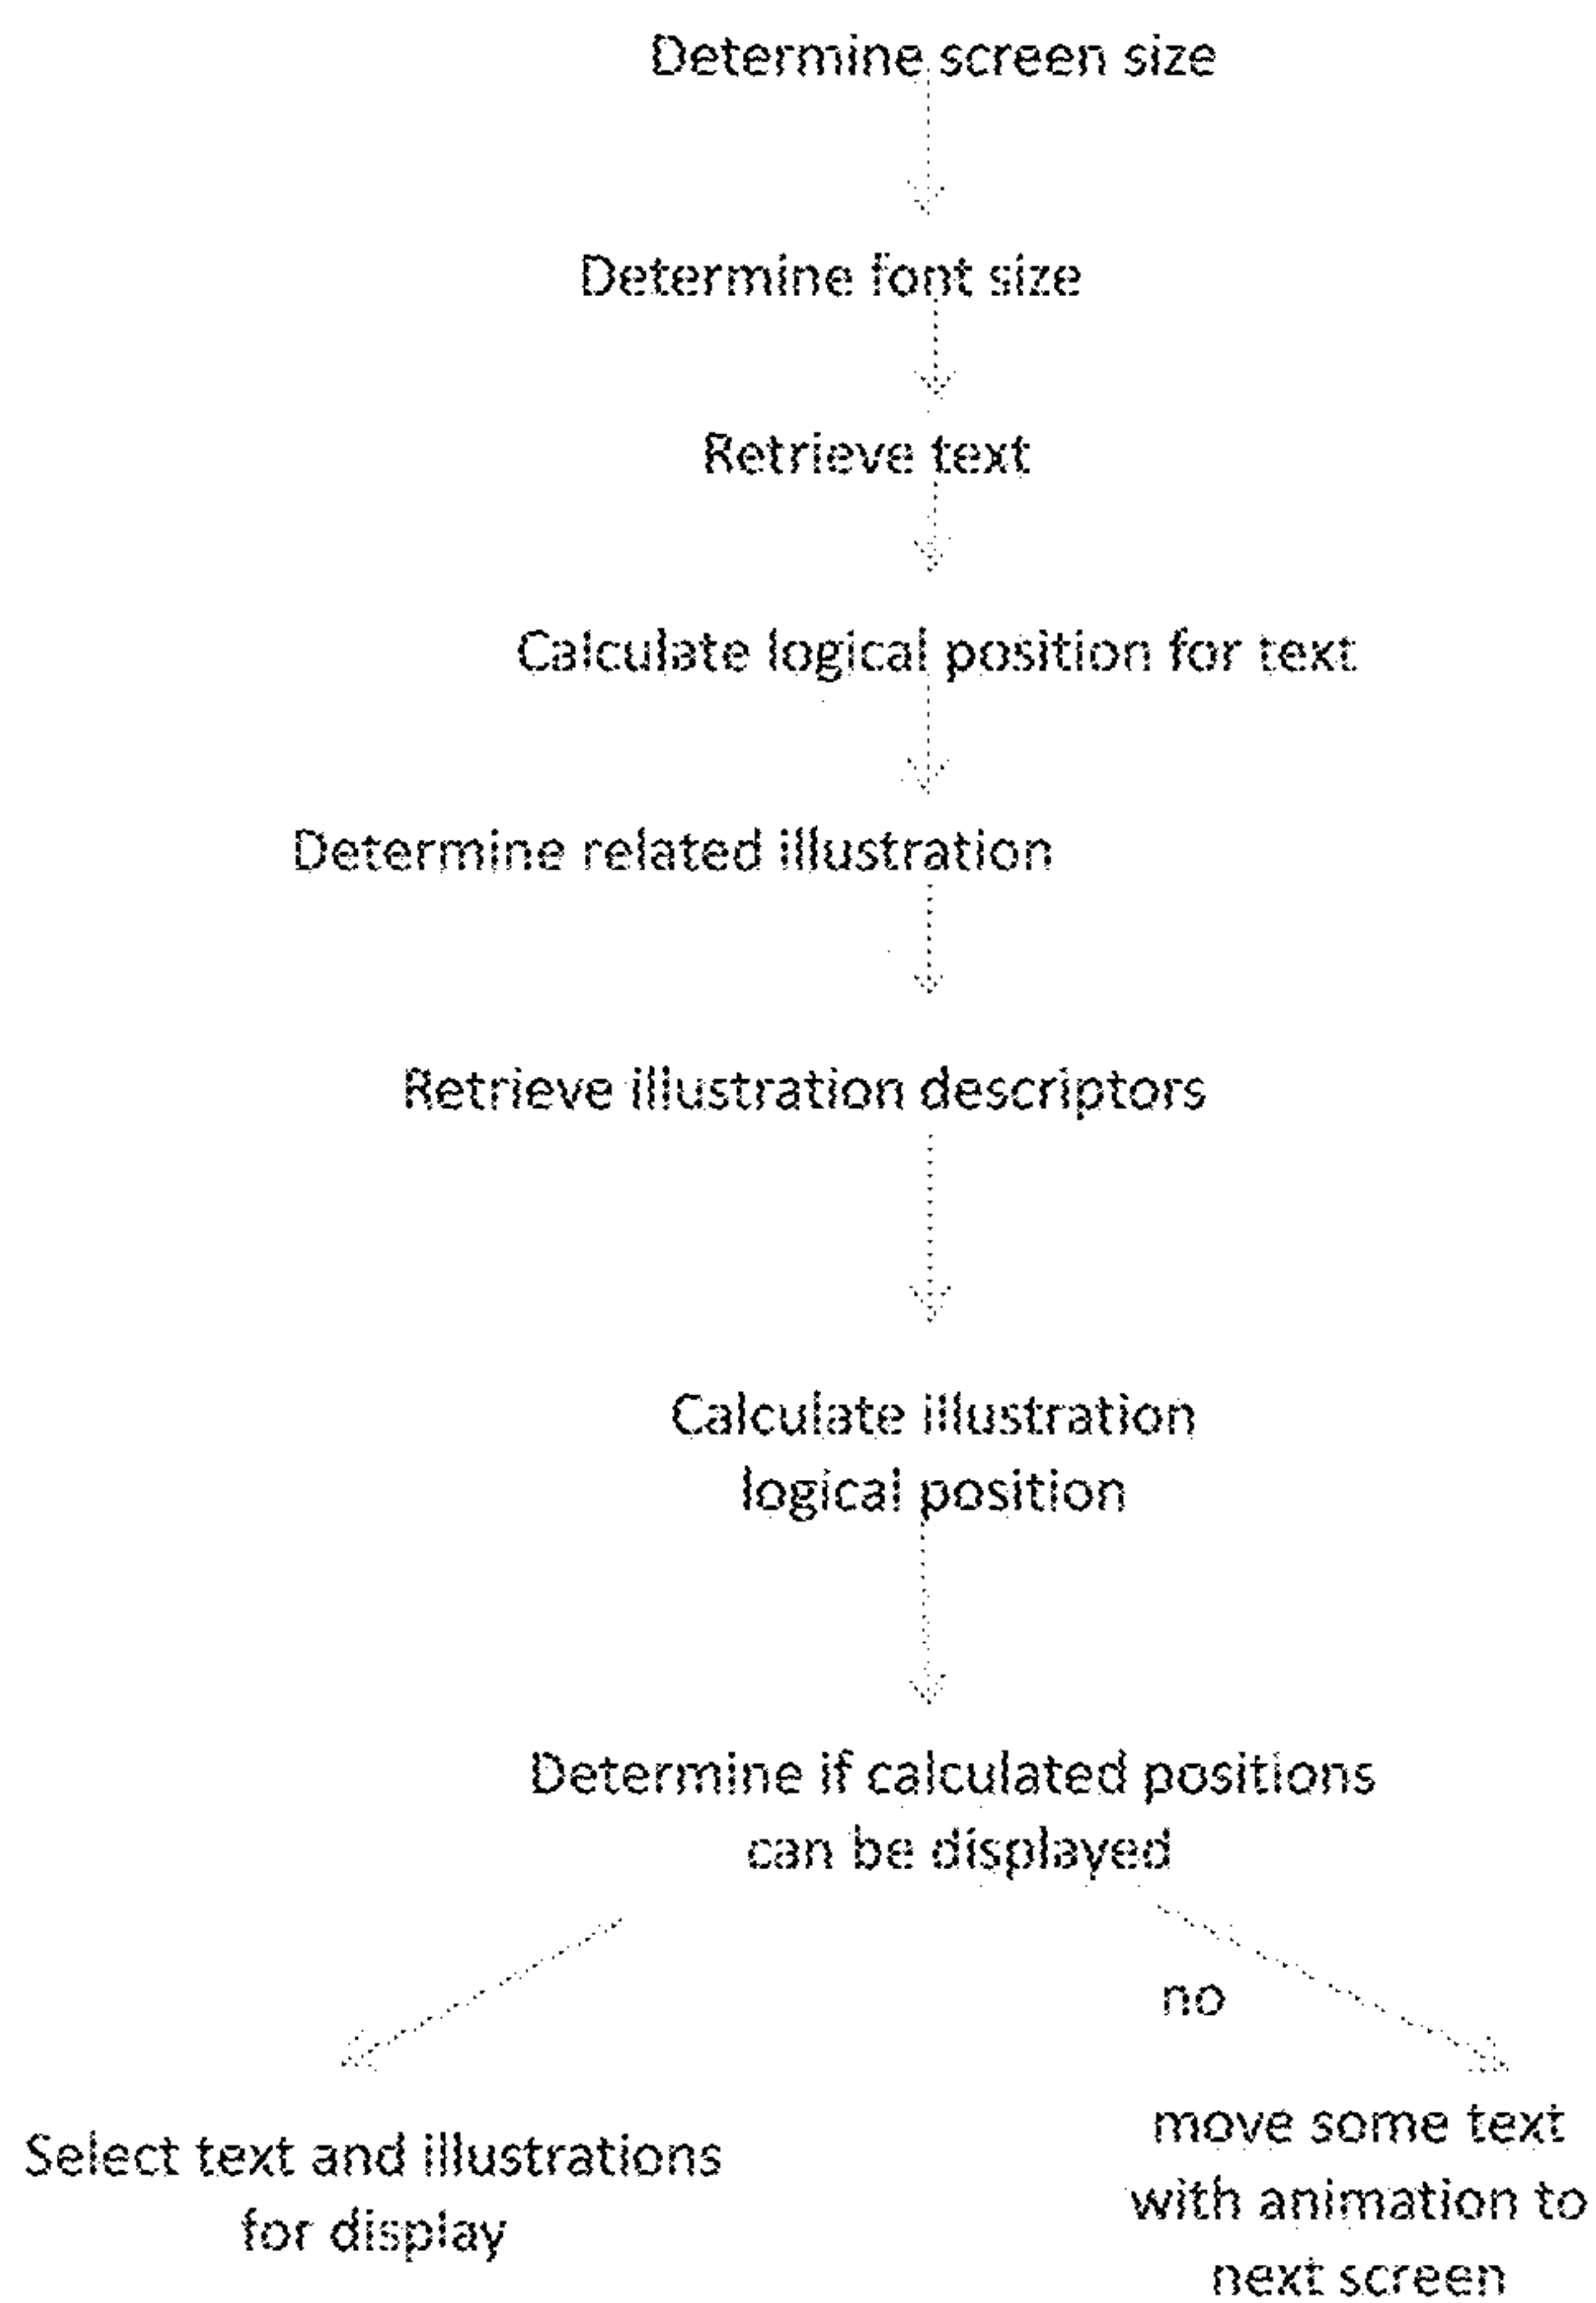 Determine screen size
Determine font size
Retrieve text
Calculate logical position for text
Determine related illustration
Retrieve illustration descriptors
Calculate illustration
logical position
Determine if calculated positions
can be displayed
no
Select text and illustrations
for display
move some text
with animation to
next screen